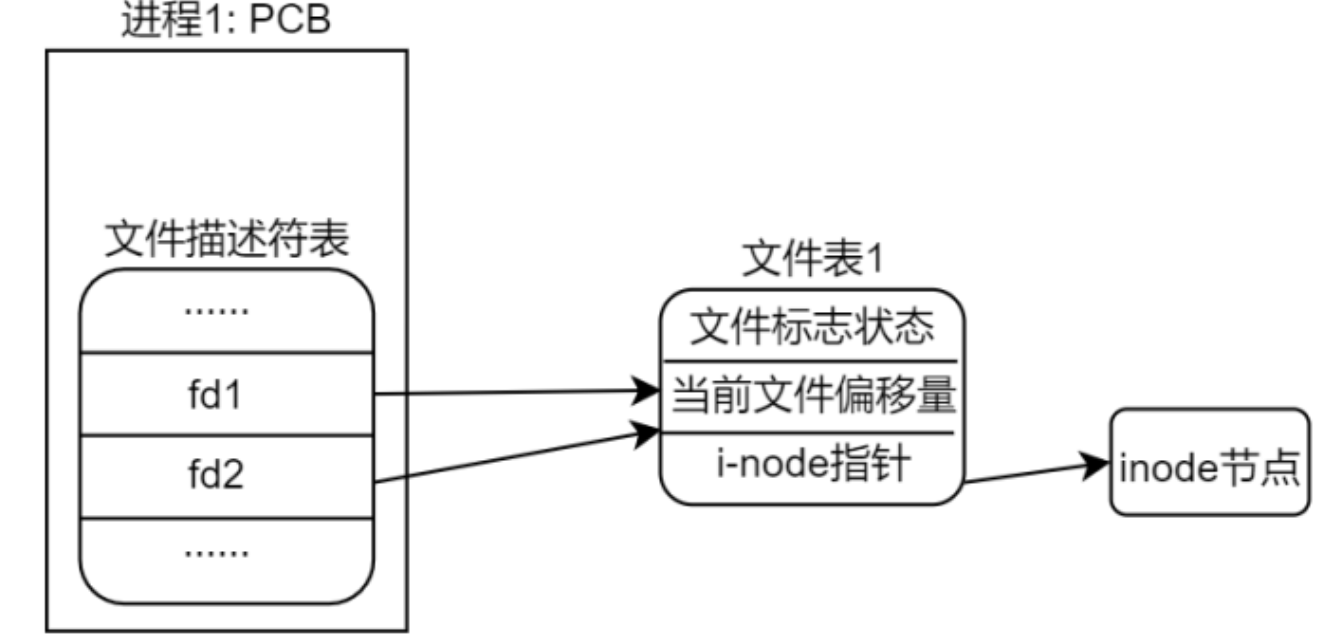 进程1: PCB
文件描述符表
......
fd1
fd2
......
文件表1
文件标志状态
当前文件偏移量
i-node指针
inode节点